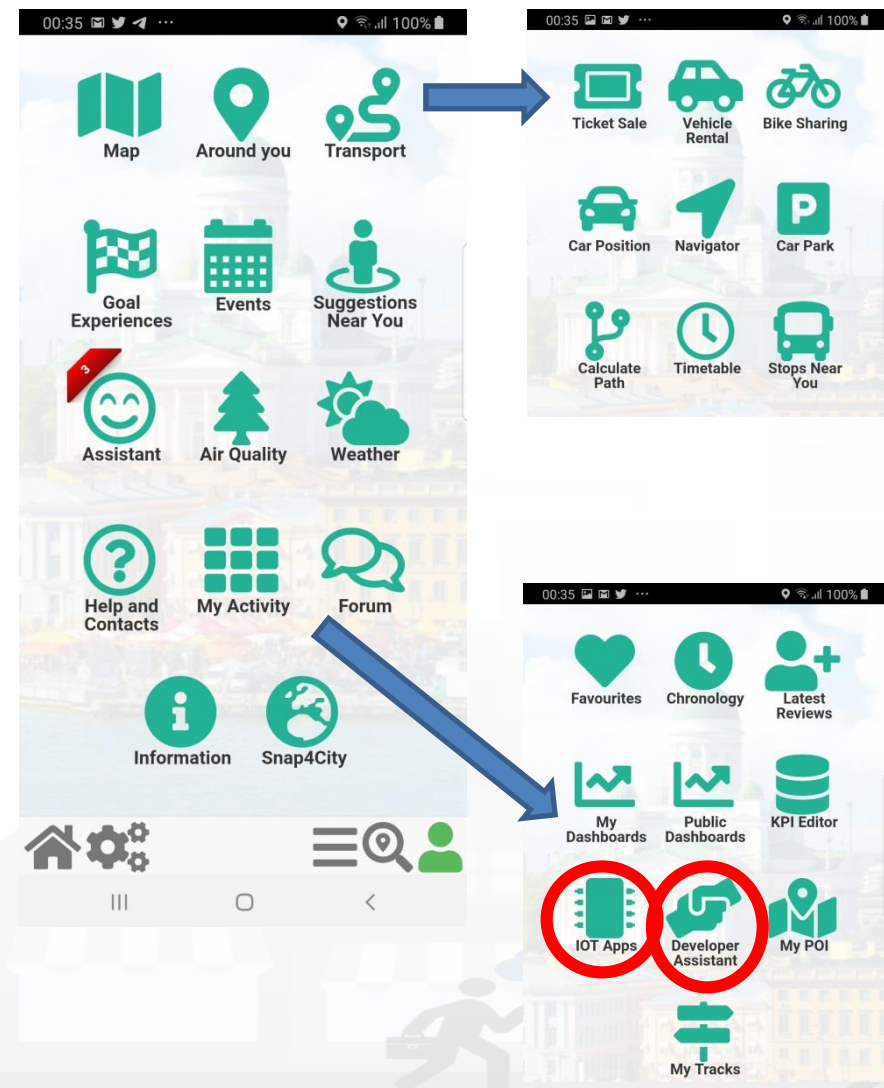 00:35 ... 100%
Map Around you Transport
Goal Experiences
Events
Suggestions Near You
3
Assistant Air Quality Weather
Help and Contacts
My Activity
Forum
Information Snap4City
00:35 ... 100%
Ticket Sale
Vehicle Rental
Bike Sharing
Car Position Navigator Car Park
P
Calculate Path
Timetable
Stops Near You
00:35 ... 100%
Favourites Chronology
Latest Reviews
My Dashboards
Public Dashboards
KPI Editor
IOT Apps
Developer Assistant
My POI
My Tracks